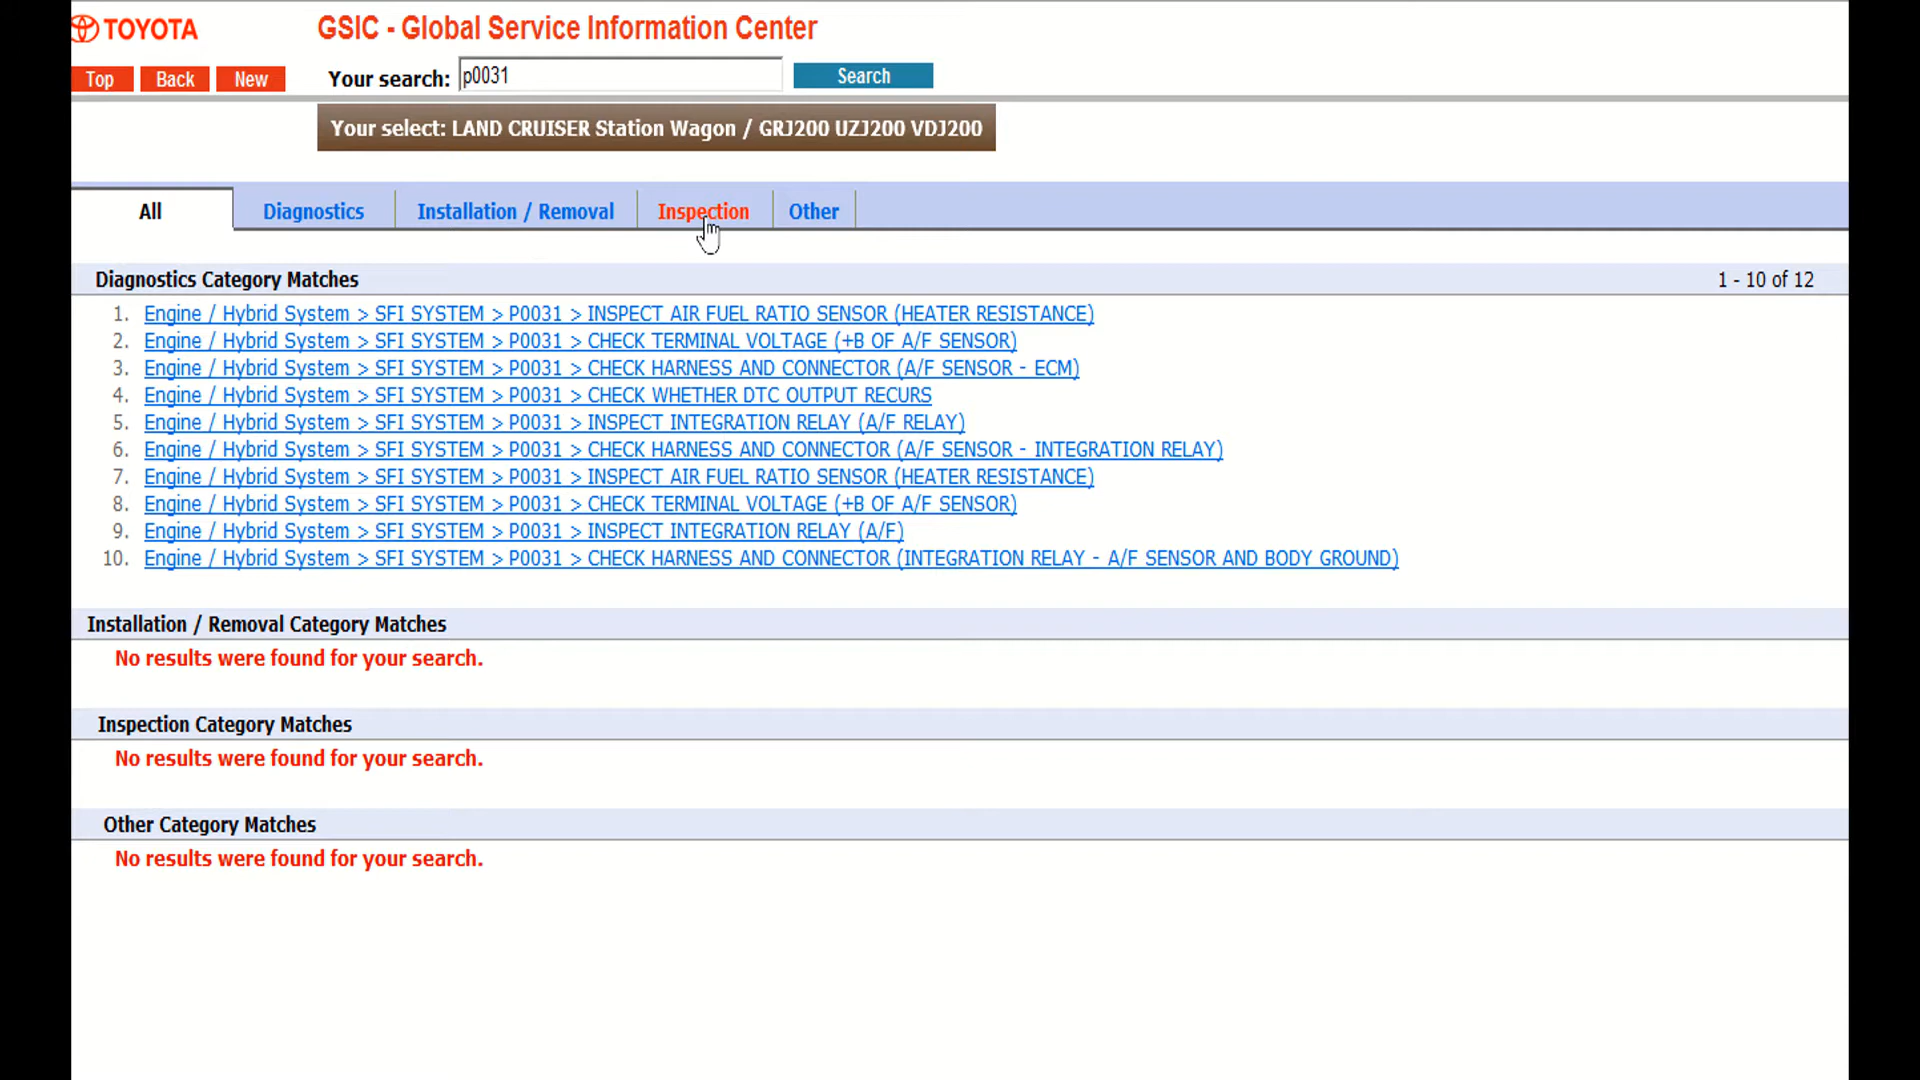 TOYOTA
GSIC - Global Service Information Center
Top Back New
Your search: p0031 Search
Your select: LAND CRUISER Station Wagon / GRJ200 UZJ200 VDJ200
All Diagnostics Installation / Removal Inspection Other
Diagnostics Category Matches 1 - 10 of 12
1. Engine / Hybrid System > SFI SYSTEM > P0031 > INSPECT AIR FUEL RATIO SENSOR (HEATER RESISTANCE)
2. Engine / Hybrid System > SFI SYSTEM > P0031 > CHECK TERMINAL VOLTAGE (+B OF A/F SENSOR)
3. Engine / Hybrid System > SFI SYSTEM > P0031 > CHECK HARNESS AND CONNECTOR (A/F SENSOR - ECM)
4. Engine / Hybrid System > SFI SYSTEM > P0031 > CHECK WHETHER DTC OUTPUT RECURS
5. Engine / Hybrid System > SFI SYSTEM > P0031 > INSPECT INTEGRATION RELAY (A/F RELAY)
6. Engine / Hybrid System > SFI SYSTEM > P0031 > CHECK HARNESS AND CONNECTOR (A/F SENSOR - INTEGRATION RELAY)
7. Engine / Hybrid System > SFI SYSTEM > P0031 > INSPECT AIR FUEL RATIO SENSOR (HEATER RESISTANCE)
8. Engine / Hybrid System > SFI SYSTEM > P0031 > CHECK TERMINAL VOLTAGE (+B OF A/F SENSOR)
9. Engine / Hybrid System > SFI SYSTEM > P0031 > INSPECT INTEGRATION RELAY (A/F)
10. Engine / Hybrid System > SFI SYSTEM > P0031 > CHECK HARNESS AND CONNECTOR (INTEGRATION RELAY - A/F SENSOR AND BODY GROUND)
Installation / Removal Category Matches
No results were found for your search.
Inspection Category Matches
No results were found for your search.
Other Category Matches
No results were found for your search.